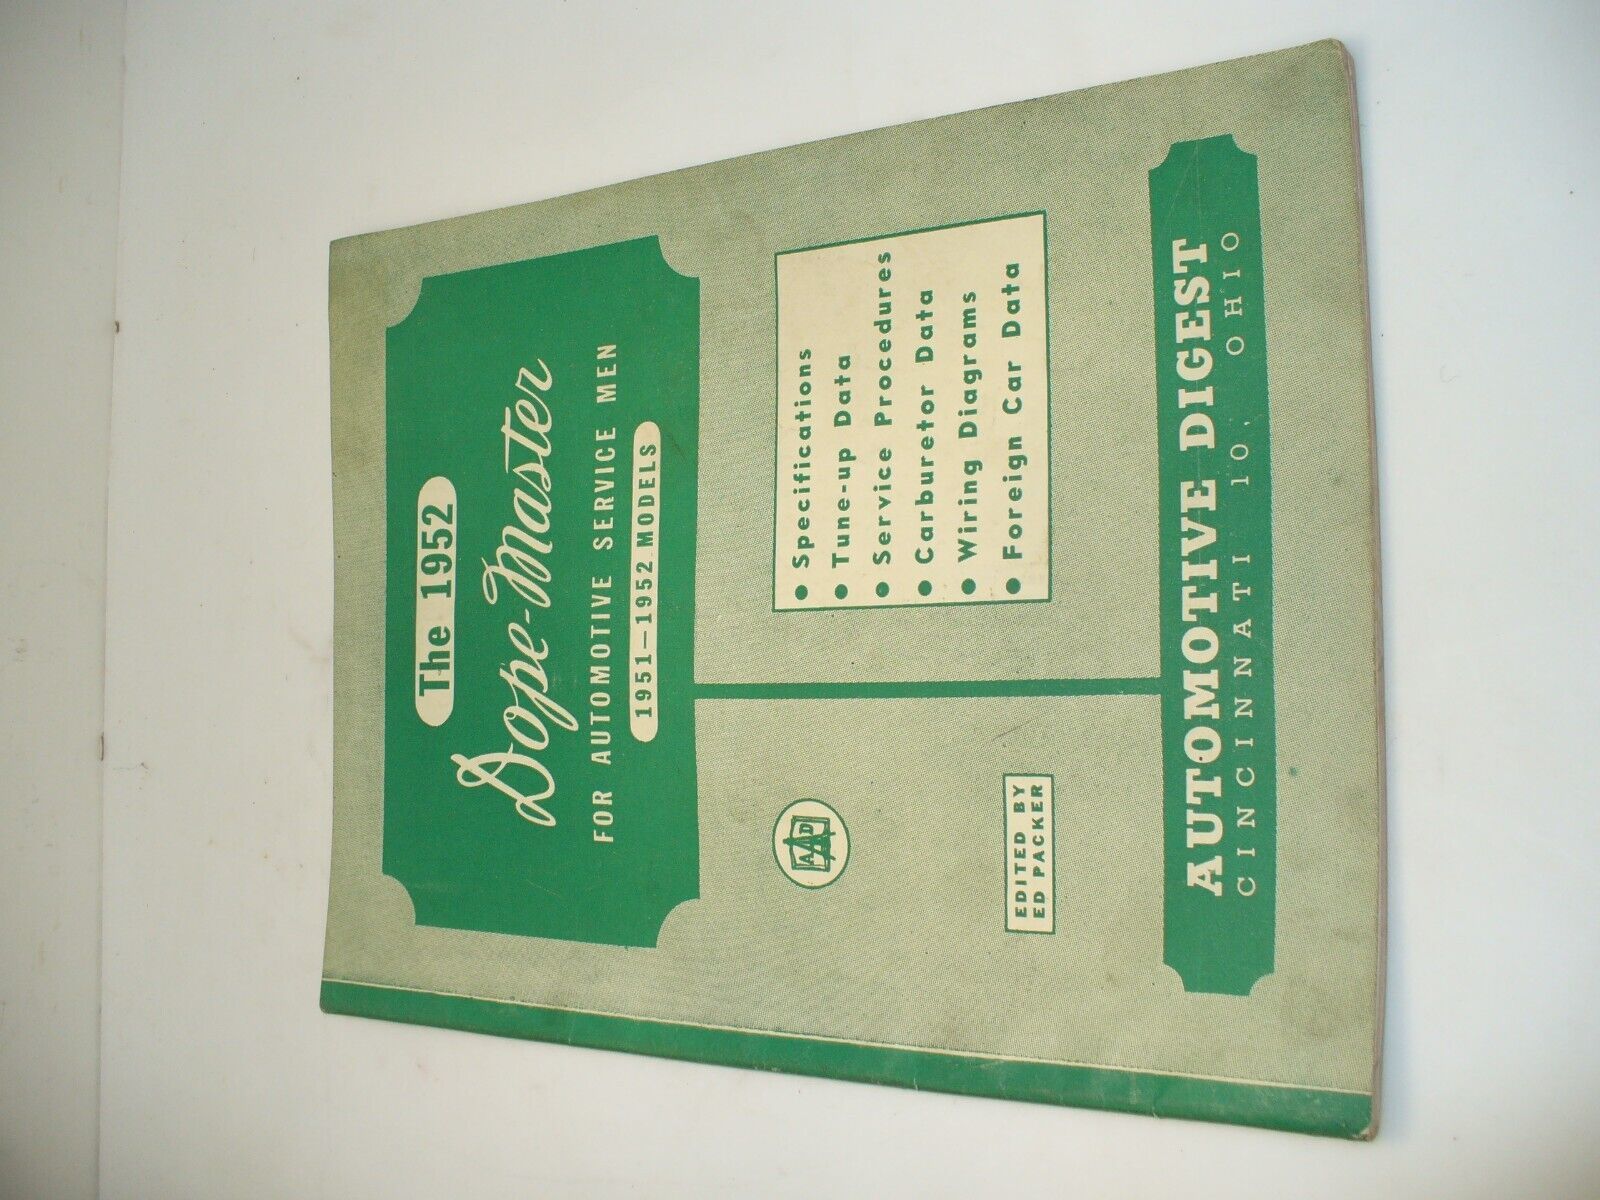 The 1952
Dope-Master
FOR AUTOMOTIVE SERVICE MEN
1951—1952 MODELS
● Specifications
● Tune-up Data
● Service Procedures
● Carburetor Data
● Wiring Diagrams
● Foreign Car Data
AAD
EDITED BY
ED PACKER
AUTOMOTIVE DIGEST
CINCINNATI 10, OHIO